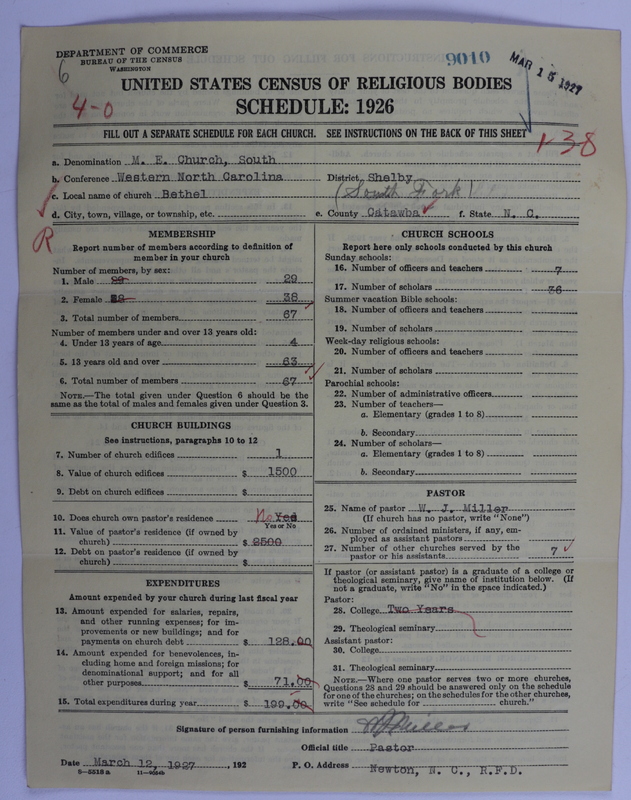 DEPARTMENT OF COMMERCE
BUREAU OF THE CENSUS
WASHINGTON
6
9010
MAR 15 1927
4-0
UNITED STATES CENSUS OF RELIGIOUS BODIES
SCHEDULE: 1926
FILL OUT A SEPARATE SCHEDULE FOR EACH CHURCH. SEE INSTRUCTIONS ON THE BACK OF THIS SHEET
1-38
a. Denomination M. E. Church, South
b. Conference Western North Carolina District Shelby
c. Local name of church Bethel (South Fork)
d. City, town, village, or township, etc. e. County Catawba f. State N. C.
R
MEMBERSHIP
Report number of members according to definition of
member in your church
Number of members, by sex:
1. Male 29 29
2. Female 38
3. Total number of members 67
Number of members under and over 13 years old:
4. Under 13 years of age 4
5. 13 years old and over 63
6. Total number of members 67
NOTE.—The total given under Question 6 should be
the same as the total of males and females given under Question 3.
CHURCH BUILDINGS
See instructions, paragraphs 10 to 12
7. Number of church edifices 1
8. Value of church edifices $ 1500
9. Debt on church edifices $
10. Does church own pastor's residence No Yes
Yes or No
11. Value of pastor's residence (if owned by
church) $ 2500
12. Debt on pastor's residence (if owned by
church) $
EXPENDITURES
Amount expended by your church during last fiscal year
13. Amount expended for salaries, repairs,
and other running expenses; for im-
provements or new buildings; and for
payments on church debt $ 128.00
14. Amount expended for benevolences, in-
cluding home and foreign missions; for
denominational support; and for all
other purposes $ 71.00
15. Total expenditures during year $ 199.00
CHURCH SCHOOLS
Report here only schools conducted by this church
Sunday schools:
16. Number of officers and teachers 7
17. Number of scholars 36
Summer vacation Bible schools:
18. Number of officers and teachers
19. Number of scholars
Week-day religious schools:
20. Number of officers and teachers
21. Number of scholars
Parochial schools:
22. Number of administrative officers
23. Number of teachers—
a. Elementary (grades 1 to 8)
b. Secondary
24. Number of scholars—
a. Elementary (grades 1 to 8)
b. Secondary
PASTOR
25. Name of pastor W. J. Miller
(If church has no pastor, write "None")
26. Number of ordained ministers, if any, em-
ployed as assistant pastors
27. Number of other churches served by the
pastor or his assistants 7
If pastor (or assistant pastor) is a graduate of a college or
theological seminary, give name of institution below. (If
not a graduate, write "No" in the space indicated.)
Pastor:
28. College Two Years
29. Theological seminary
Assistant pastor:
30. College
31. Theological seminary
NOTE.—Where one pastor serves two or more churches,
Questions 28 and 29 should be answered only on the schedule
for one of the churches; on the schedules for the other churches,
write "See schedule for church."
Signature of person furnishing information W J Miller
Official title Pastor
Date March 12, 1927, 192 P. O. Address Newton, N. C., R.F.D.
8-5518 a